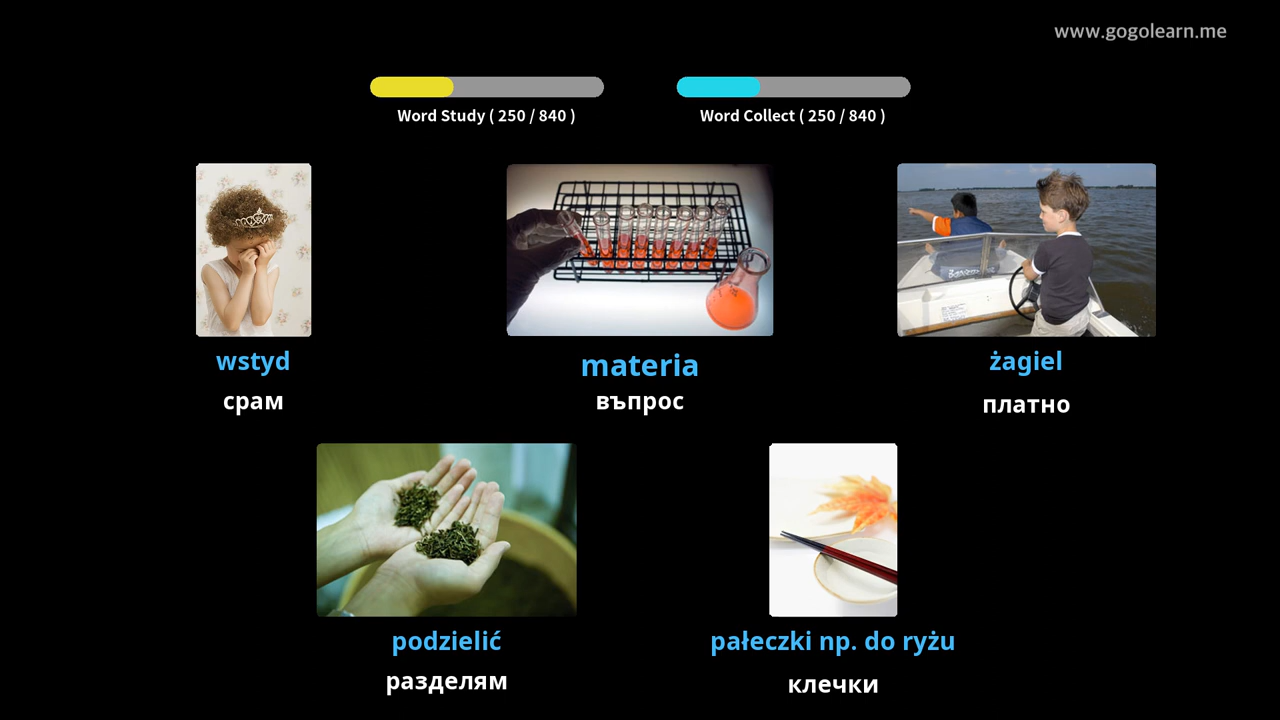 www.gogolearn.me
Word Study ( 250 / 840 )
Word Collect ( 250 / 840 )
wstyd
срам
materia
въпрос
żagiel
платно
podzielić
разделям
pałeczki np. do ryżu
клечки